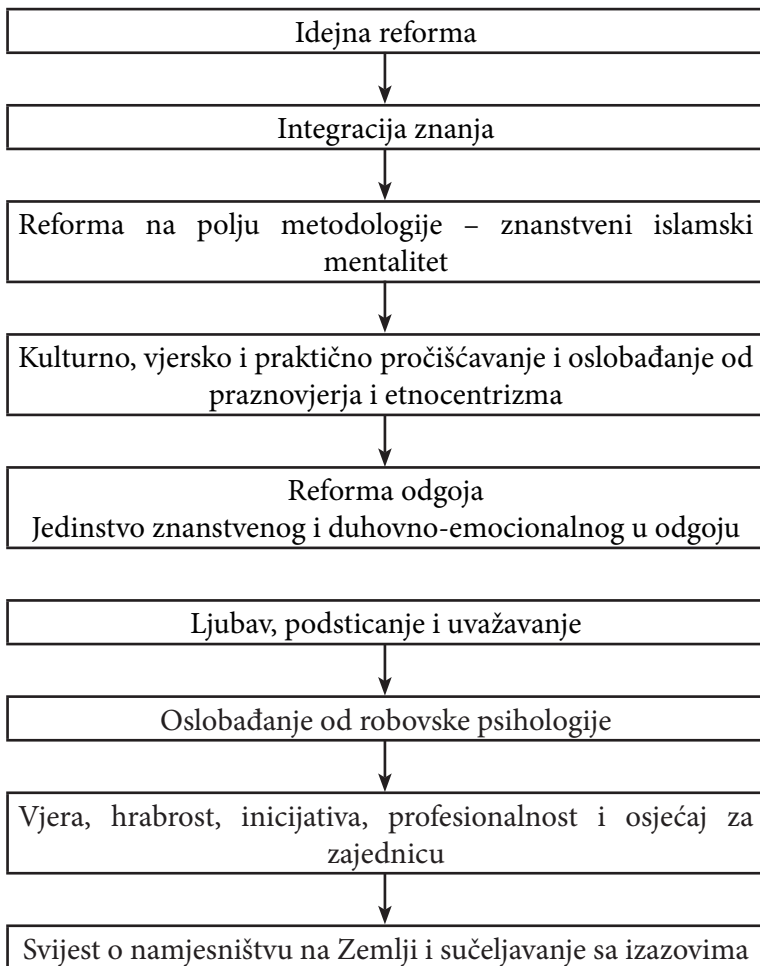 Idejna reforma
Integracija znanja
Reforma na polju metodologije – znanstveni islamski
mentalitet
Kulturno, vjersko i praktično pročišćavanje i oslobađanje od
praznovjerja i etnocentrizma
Reforma odgoja
Jedinstvo znanstvenog i duhovno-emocionalnog u odgoju
Ljubav, podsticanje i uvažavanje
Oslobađanje od robovske psihologije
Vjera, hrabrost, inicijativa, profesionalnost i osjećaj za
zajednicu
Svijest o namjesništvu na Zemlji i sučeljavanje sa izazovima